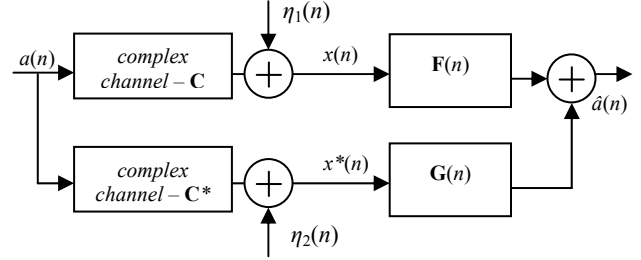 η₁(n)
a(n)
complex
channel – C
+
x(n)
F(n)
+
â(n)
complex
channel – C*
+
x*(n)
G(n)
η₂(n)